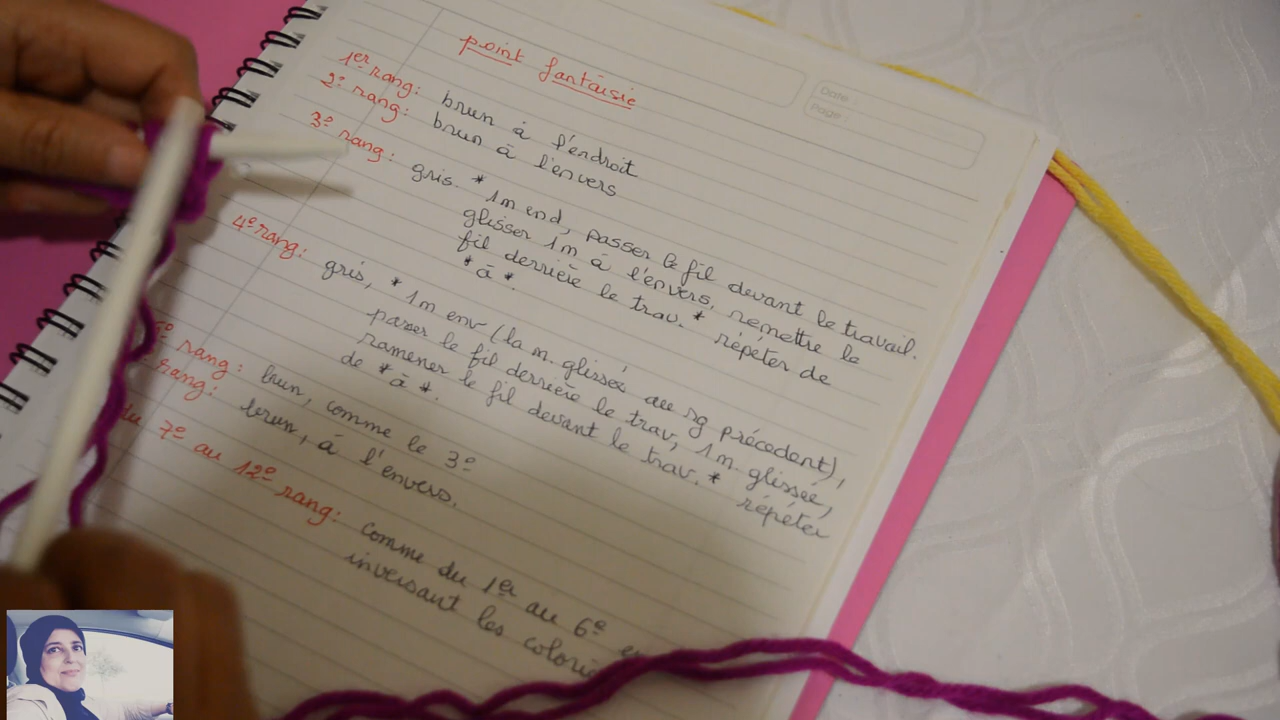 point fantaisie
Date :
Page :
1er rang: brun à l'endroit
2e rang: brun à l'envers
3e rang: gris. * 1m end, passer le fil devant le travail.
glisser 1m à l'envers, remettre le
fil derrière le trav. * répéter de
* à *.
4e rang: gris, * 1m env (la m. glissée au rg précédent),
passer le fil derrière le trav, 1m. glissée,
ramener le fil devant le trav. * répéter
de * à *.
rang: brun, comme le 3e
rang: brun, à l'envers.
du 7e au 12e rang: comme du 1er au 6e
inversant les